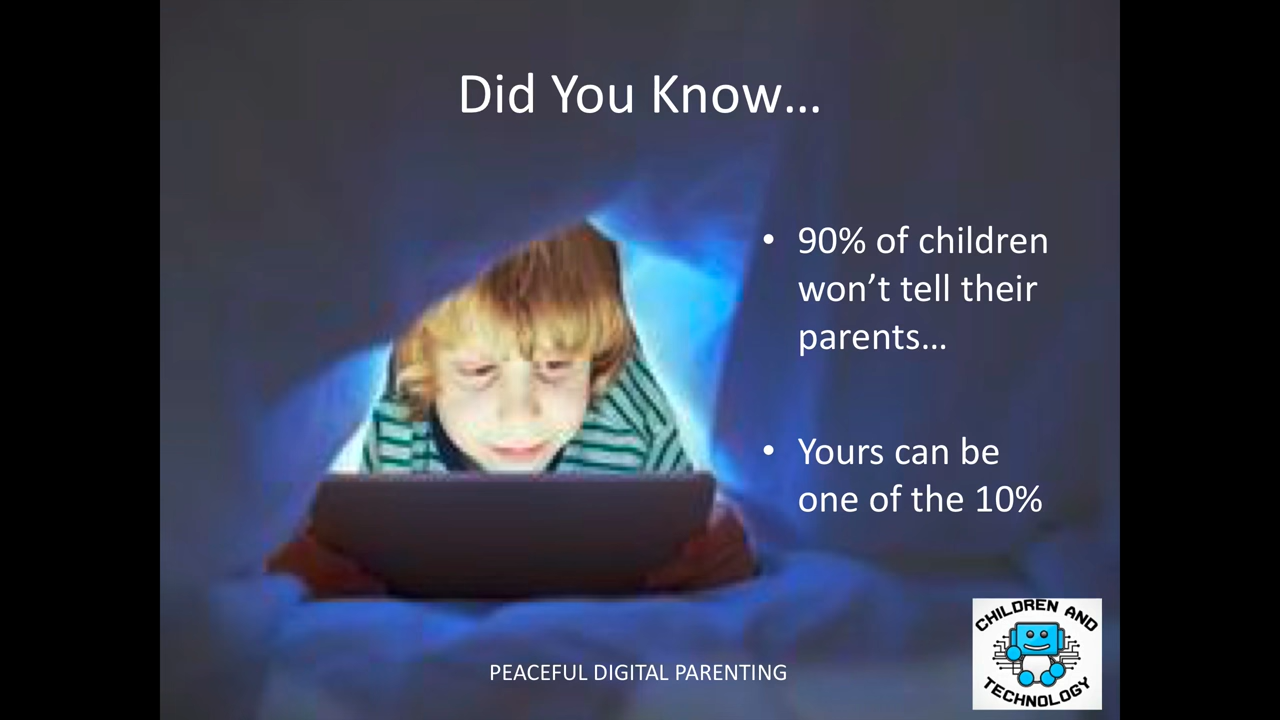 Did You Know…
• 90% of children
won’t tell their
parents…
• Yours can be
one of the 10%
PEACEFUL DIGITAL PARENTING
CHILDREN AND
TECHNOLOGY